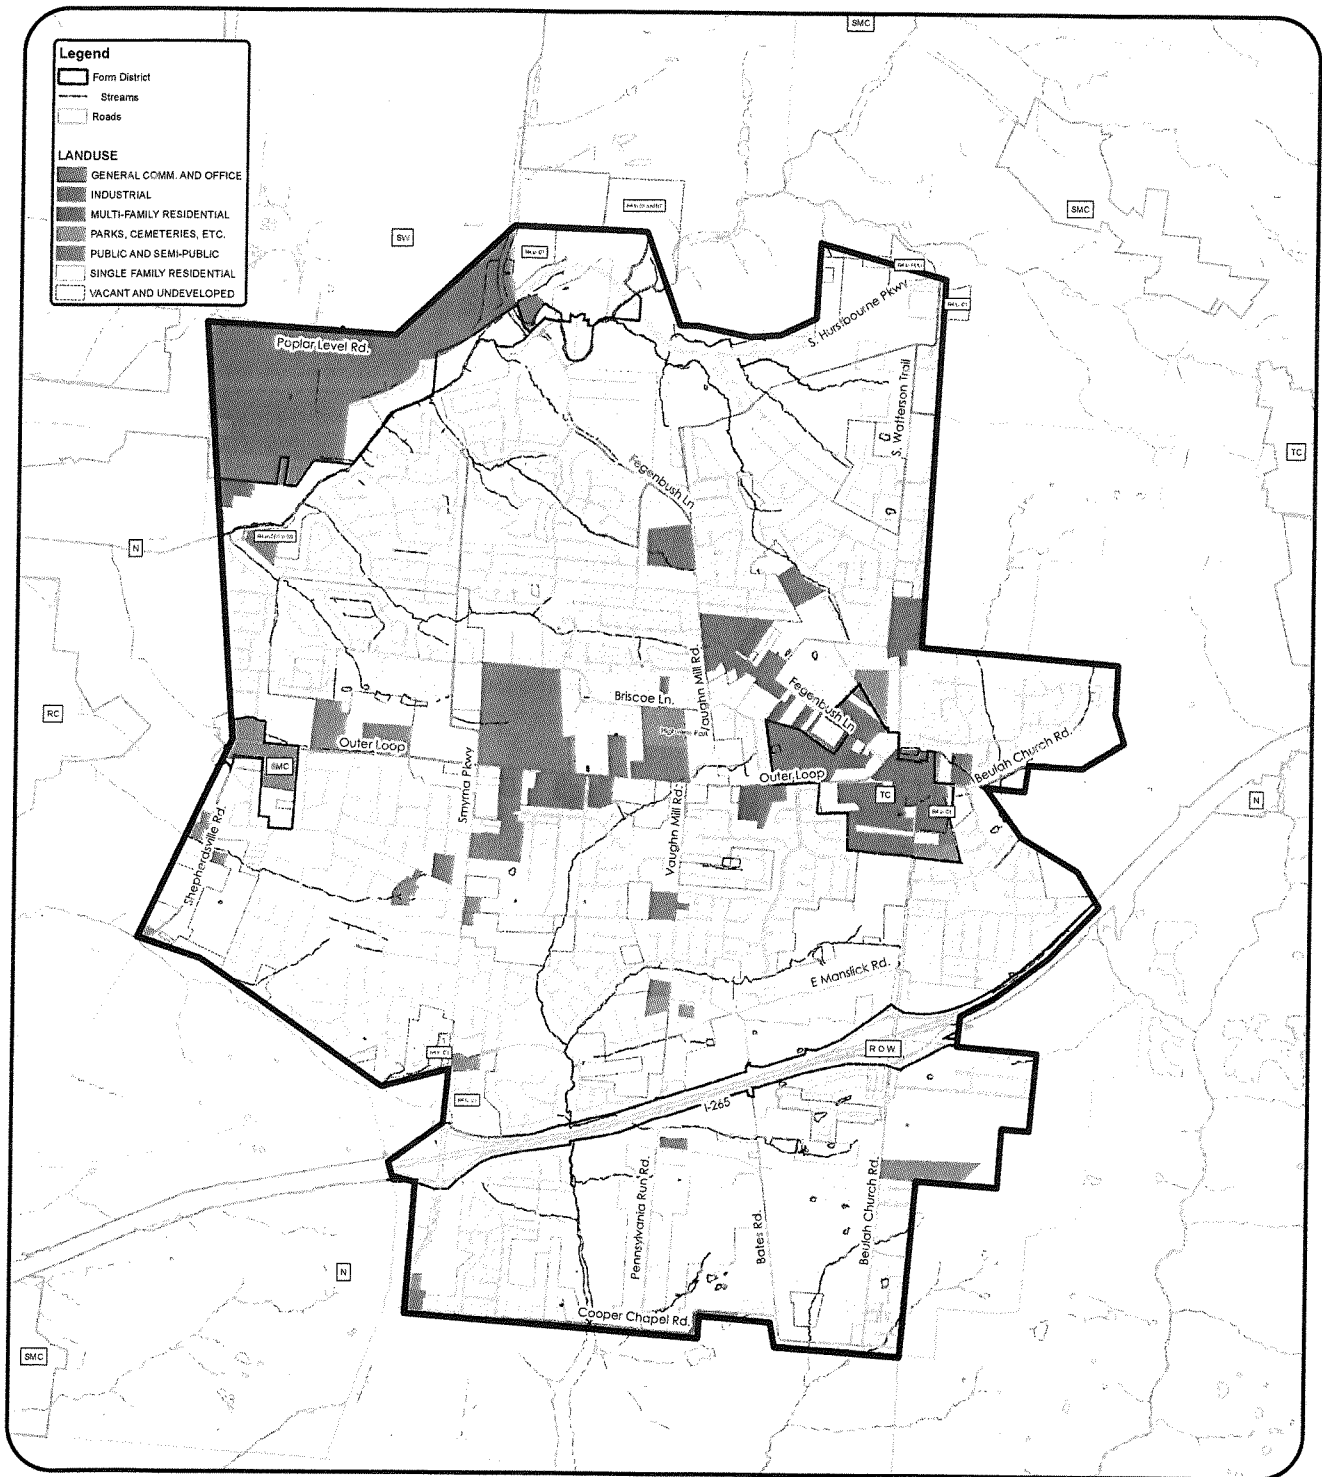 SMC
Legend
Form District
Streams
Roads
LANDUSE
GENERAL COMM. AND OFFICE
INDUSTRIAL
MULTI-FAMILY RESIDENTIAL
PARKS, CEMETERIES, ETC.
PUBLIC AND SEMI-PUBLIC
SINGLE FAMILY RESIDENTIAL
VACANT AND UNDEVELOPED
SMC
SW
S. Hurstbourne Pkwy
Poplar Level Rd.
S. Watterson Trail
TC
Fegenbush Ln
N
Vaughn Mill Rd.
Briscoe Ln.
Fegenbush Ln
RC
Outer Loop
Beulah Church Rd.
SMC
Outer Loop
Smyrna Pkwy
TC
N
Shepherdsville Rd.
Vaughn Mill Rd.
E Manslick Rd.
ROW
I-265
Pennsylvania Run Rd.
Bates Rd.
Beulah Church Rd.
N
Cooper Chapel Rd.
SMC